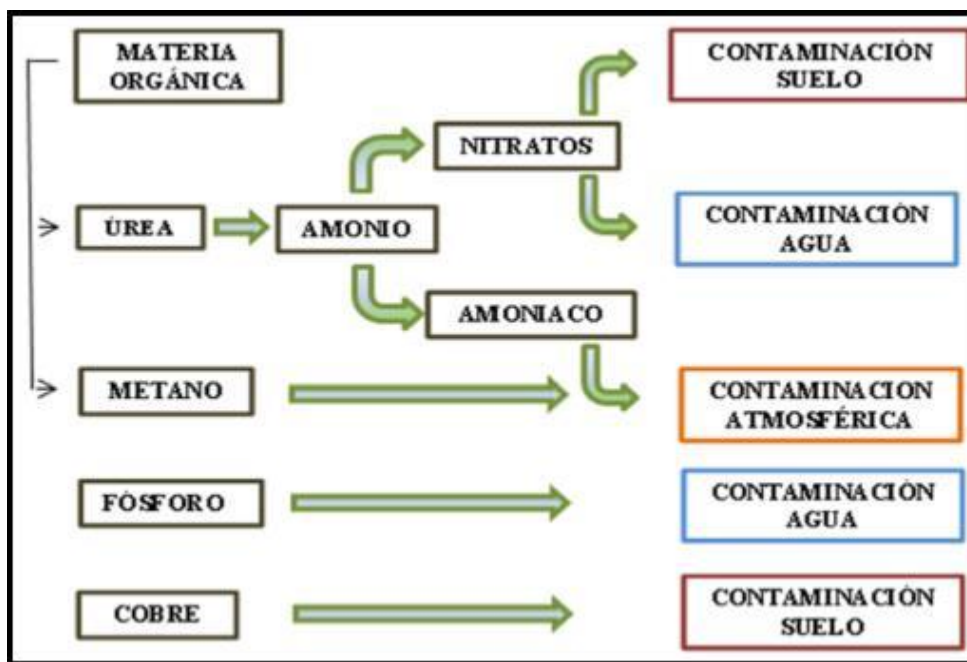 MATERIA
ORGÁNICA
CONTAMINACIÓN
SUELO
NITRATOS
ÚREA
AMONIO
CONTAMINACIÓN
AGUA
AMONIACO
METANO
CONTAMINACION
ATMOSFÉRICA
FÓSFORO
CONTAMINACIÓN
AGUA
COBRE
CONTAMINACIÓN
SUELO